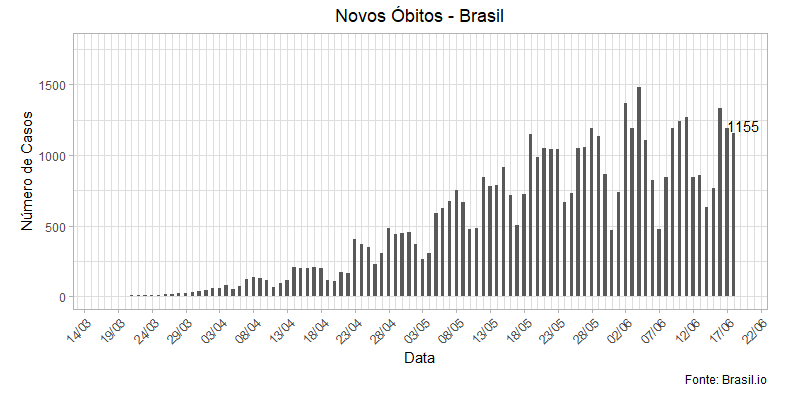 Novos Óbitos - Brasil
Número de Casos
1500
1000
500
0
1155
14/03 19/03 24/03 29/03 03/04 08/04 13/04 18/04 23/04 28/04 03/05 08/05 13/05 18/05 23/05 28/05 02/06 07/06 12/06 17/06 22/06
Data
Fonte: Brasil.io